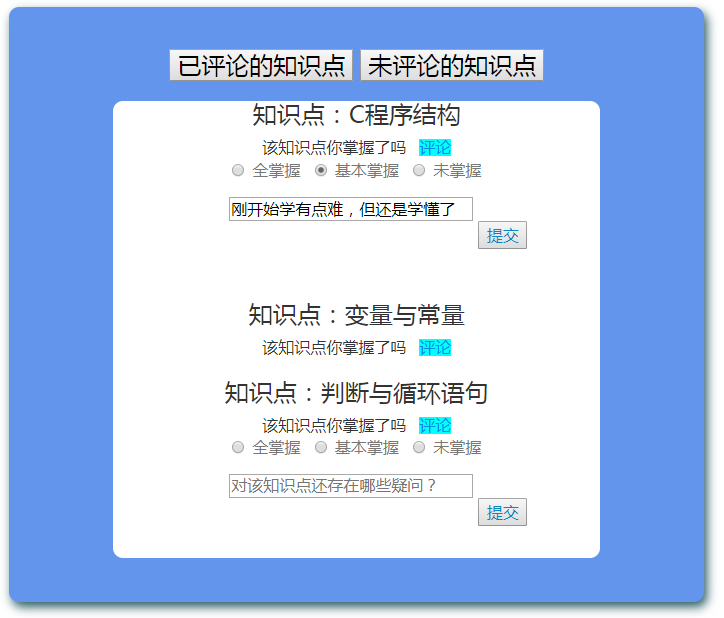 已评论的知识点 未评论的知识点
知识点：C程序结构
该知识点你掌握了吗 评论
全掌握 基本掌握 未掌握
刚开始学有点难，但还是学懂了
提交
知识点：变量与常量
该知识点你掌握了吗 评论
知识点：判断与循环语句
该知识点你掌握了吗 评论
全掌握 基本掌握 未掌握
对该知识点还存在哪些疑问？
提交